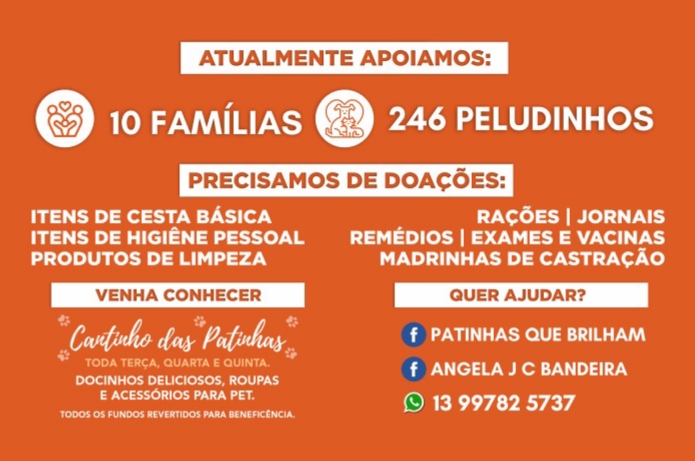 ATUALMENTE APOIAMOS:
10 FAMÍLIAS
246 PELUDINHOS
PRECISAMOS DE DOAÇÕES:
ITENS DE CESTA BÁSICA
ITENS DE HIGIÊNE PESSOAL
PRODUTOS DE LIMPEZA
RAÇÕES | JORNAIS
REMÉDIOS | EXAMES E VACINAS
MADRINHAS DE CASTRAÇÃO
VENHA CONHECER
Cantinho das Patinhas
TODA TERÇA, QUARTA E QUINTA.
DOCINHOS DELICIOSOS, ROUPAS
E ACESSÓRIOS PARA PET.
TODOS OS FUNDOS REVERTIDOS PARA BENEFICÊNCIA.
QUER AJUDAR?
PATINHAS QUE BRILHAM
ANGELA J C BANDEIRA
13 99782 5737